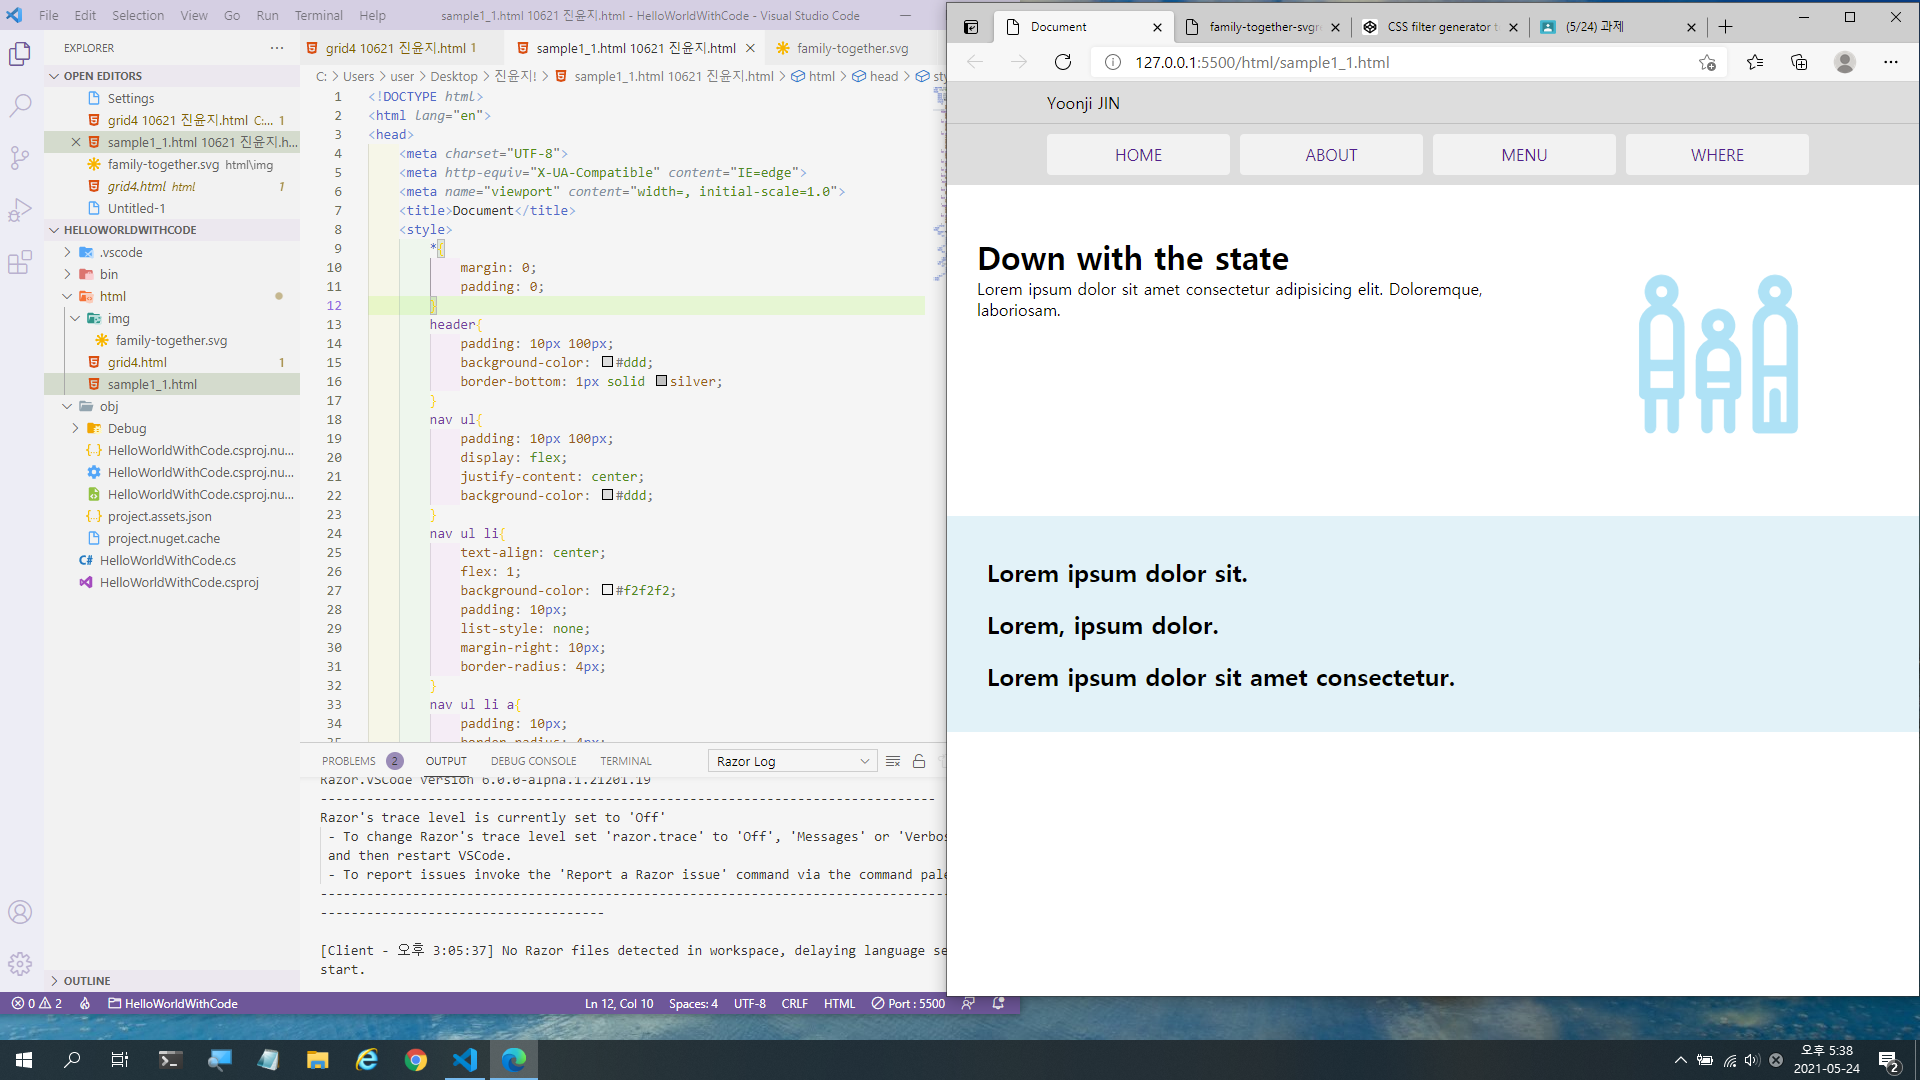 File Edit Selection View Go Run Terminal Help
sample1_1.html 10621 진윤지.html - HelloWorldWithCode - Visual Studio Code
EXPLORER
OPEN EDITORS
Settings
grid4 10621 진윤지.html C:... 1
sample1_1.html 10621 진윤지.h...
family-together.svg html\img
grid4.html html 1
Untitled-1
HELLOWORLDWITHCODE
.vscode
bin
html
img
family-together.svg
grid4.html 1
sample1_1.html
obj
Debug
HelloWorldWithCode.csproj.nu...
HelloWorldWithCode.csproj.nu...
HelloWorldWithCode.csproj.nu...
project.assets.json
project.nuget.cache
HelloWorldWithCode.cs
HelloWorldWithCode.csproj
OUTLINE
grid4 10621 진윤지.html 1
sample1_1.html 10621 진윤지.html
family-together.svg
C: > Users > user > Desktop > 진윤지! > sample1_1.html 10621 진윤지.html > html > head > sty
1 <!DOCTYPE html>
2 <html lang="en">
3 <head>
4 <meta charset="UTF-8">
5 <meta http-equiv="X-UA-Compatible" content="IE=edge">
6 <meta name="viewport" content="width=, initial-scale=1.0">
7 <title>Document</title>
8 <style>
9 *{
10 margin: 0;
11 padding: 0;
12 }
13 header{
14 padding: 10px 100px;
15 background-color: #ddd;
16 border-bottom: 1px solid silver;
17 }
18 nav ul{
19 padding: 10px 100px;
20 display: flex;
21 justify-content: center;
22 background-color: #ddd;
23 }
24 nav ul li{
25 text-align: center;
26 flex: 1;
27 background-color: #f2f2f2;
28 padding: 10px;
29 list-style: none;
30 margin-right: 10px;
31 border-radius: 4px;
32 }
33 nav ul li a{
34 padding: 10px;
35 border-radius: 4px;
PROBLEMS 2 OUTPUT DEBUG CONSOLE TERMINAL
Razor Log
Razor.VSCode version 6.0.0-alpha.1.21201.19
--------------------------------------------------------------------------------
Razor's trace level is currently set to 'Off'
- To change Razor's trace level set 'razor.trace' to 'Off', 'Messages' or 'Verbos
and then restart VSCode.
- To report issues invoke the 'Report a Razor issue' command via the command pale
--------------------------------------------------------------------------------
-------------------------------------
[Client - 오후 3:05:37] No Razor files detected in workspace, delaying language se
start.
0 2 HelloWorldWithCode
Ln 12, Col 10 Spaces: 4 UTF-8 CRLF HTML Port : 5500
Document
family-together-svgre
CSS filter generator t
(5/24) 과제
127.0.0.1:5500/html/sample1_1.html
Yoonji JIN
HOME ABOUT MENU WHERE
Down with the state
Lorem ipsum dolor sit amet consectetur adipisicing elit. Doloremque,
laboriosam.
Lorem ipsum dolor sit.
Lorem, ipsum dolor.
Lorem ipsum dolor sit amet consectetur.
오후 5:38
2021-05-24
2